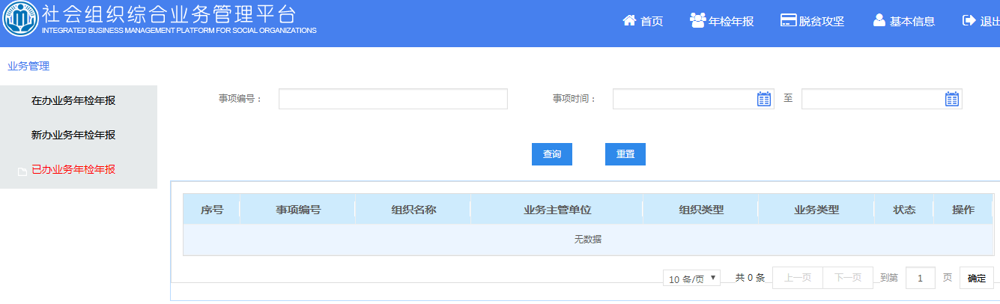 社会组织综合业务管理平台
INTEGRATED BUSINESS MANAGEMENT PLATFORM FOR SOCIAL ORGANIZATIONS
首页 年检年报 脱贫攻坚 基本信息 退出
业务管理
在办业务年检年报
新办业务年检年报
已办业务年检年报
事项编号： 事项时间： 至
查询 重置
序号 事项编号 组织名称 业务主管单位 组织类型 业务类型 状态 操作
无数据
10 条/页 共 0 条 上一页 下一页 到第 1 页 确定